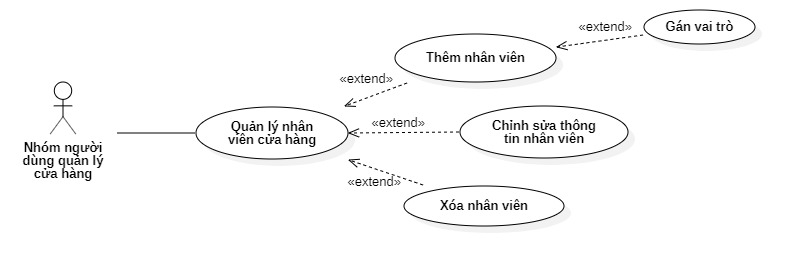 Gán vai trò
«extend»
Thêm nhân viên
«extend»
Quản lý nhân
viên cửa hàng
«extend»
Chỉnh sửa thông
tin nhân viên
Nhóm người
dùng quản lý
cửa hàng
«extend»
Xóa nhân viên